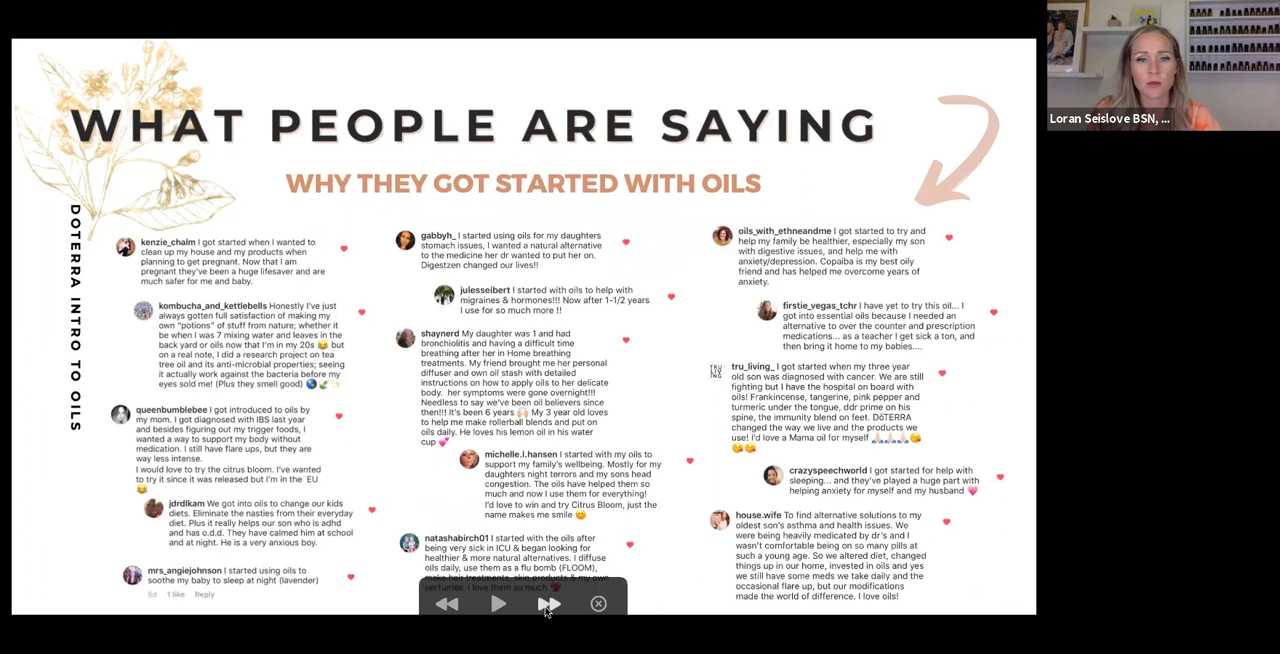 WHAT PEOPLE ARE SAYING
WHY THEY GOT STARTED WITH OILS
DOTERRA INTRO TO OILS
kenzie_chalm I got started when I wanted to
clean up my house and my products when
planning to get pregnant. Now that I am
pregnant they've been a huge lifesaver and are
much safer for me and baby.
kombucha_and_kettlebells Honestly I've just
always gotten full satisfaction of making my
own "potions" of stuff from nature; whether it
be when I was 7 mixing water and leaves in the
back yard or oils now that I'm in my 20s 😂 but
on a real note, I did a research project on tea
tree oil and its anti-microbial properties; seeing
it actually work against the bacteria before my
eyes sold me! (Plus they smell good) 🌎🌿✨
queenbumblebee I got introduced to oils by
my mom. I got diagnosed with IBS last year
and besides figuring out my trigger foods, I
wanted a way to support my body without
medication. I still have flare ups, but they are
way less intense.
I would love to try the citrus bloom. I've wanted
to try it since it was released but I'm in the EU
😂
jdrdlkam We got into oils to change our kids
diets. Eliminate the nasties from their everyday
diet. Plus it really helps our son who is adhd
and has o.d.d. They have calmed him at school
and at night. He is a very anxious boy.
mrs_angiejohnson I started using oils to
soothe my baby to sleep at night (lavender)
5d 1 like Reply
gabbyh_ I started using oils for my daughters
stomach issues, I wanted a natural alternative
to the medicine her dr wanted to put her on.
Digestzen changed our lives!!
julesseibert I started with oils to help with
migraines & hormones!!! Now after 1-1/2 years
I use for so much more !!
shaynerd My daughter was 1 and had
bronchiolitis and having a difficult time
breathing after her in Home breathing
treatments. My friend brought me her personal
diffuser and own oil stash with detailed
instructions on how to apply oils to her delicate
body. her symptoms were gone overnight!!!
Needless to say we've been oil believers since
then!!! It's been 6 years 🙌🏻 My 3 year old loves
to help me make rollerball blends and put on
oils daily. He loves his lemon oil in his water
cup 💕
michelle.l.hansen I started with my oils to
support my family's wellbeing. Mostly for my
daughters night terrors and my sons head
congestion. The oils have helped them so
much and now I use them for everything!
I'd love to win and try Citrus Bloom, just the
name makes me smile 😊
natashabirch01 I started with the oils after
being very sick in ICU & began looking for
healthier & more natural alternatives. I diffuse
oils daily, use them as a flu bomb (FLOOM),
make hair treatments, skin products & my own
perfumes. I love them so much 💗
oils_with_ethneandme I got started to try and
help my family be healthier, especially my son
with digestive issues, and help me with
anxiety/depression. Copaiba is my best oily
friend and has helped me overcome years of
anxiety.
firstie_vegas_tchr I have yet to try this oil... I
got into essential oils because I needed an
alternative to over the counter and prescription
medications... as a teacher I get sick a ton, and
then bring it home to my babies....
TRU
LIV
ING
tru_living_ I got started when my three year
old son was diagnosed with cancer. We are still
fighting but I have the hospital on board with
oils! Frankincense, tangerine, pink pepper and
turmeric under the tongue, ddr prime on his
spine, the immunity blend on feet. DōTERRA
changed the way we live and the products we
use! I'd love a Mama oil for myself 🙏🏻🙏🏻🙏🏻😘
😘😘
crazyspeechworld I got started for help with
sleeping... and they've played a huge part with
helping anxiety for myself and my husband 💗
house.wife To find alternative solutions to my
oldest son's asthma and health issues. We
were being heavily medicated by dr's and I
wasn't comfortable being on so many pills at
such a young age. So we altered diet, changed
things up in our home, invested in oils and yes
we still have some meds we take daily and the
occasional flare up, but our modifications
made the world of difference. I love oils!
Loran Seislove BSN, ...